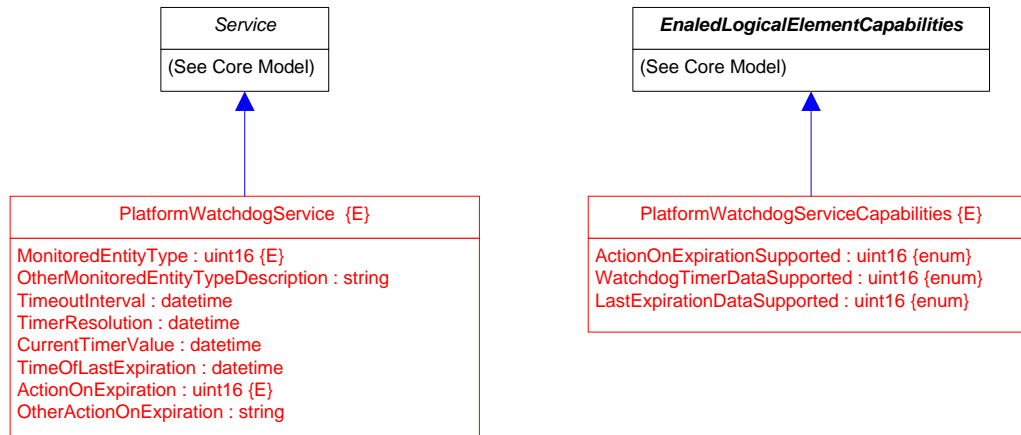 Service
(See Core Model)
EnaledLogicalElementCapabilities
(See Core Model)
PlatformWatchdogService {E}
MonitoredEntityType : uint16 {E}
OtherMonitoredEntityTypeDescription : string
TimeoutInterval : datetime
TimerResolution : datetime
CurrentTimerValue : datetime
TimeOfLastExpiration : datetime
ActionOnExpiration : uint16 {E}
OtherActionOnExpiration : string
PlatformWatchdogServiceCapabilities {E}
ActionOnExpirationSupported : uint16 {enum}
WatchdogTimerDataSupported : uint16 {enum}
LastExpirationDataSupported : uint16 {enum}